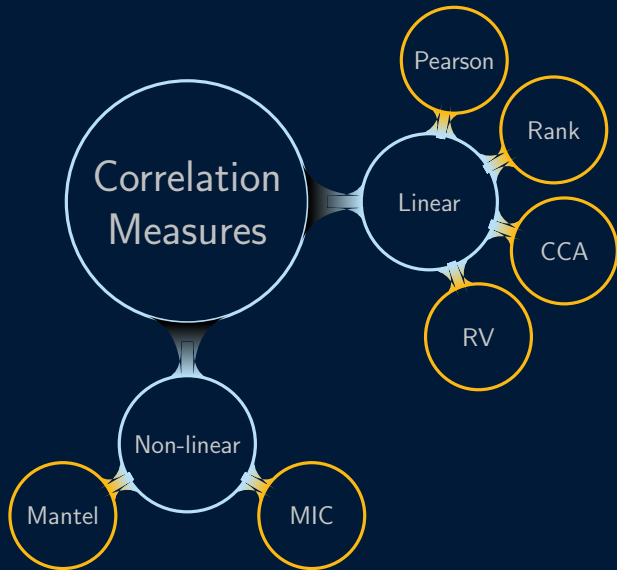 Correlation
Measures
Linear
Pearson
Rank
CCA
RV
Non-linear
Mantel
MIC